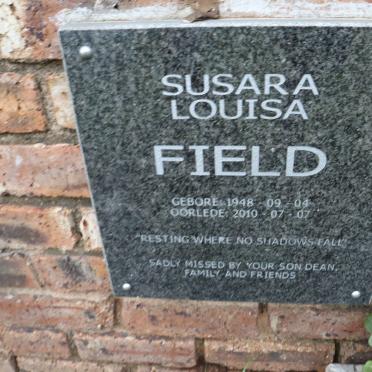 SUSARA
LOUISA
FIELD
GEBORE: 1948 - 09 - 04
OORLEDE: 2010 - 07 - 07
"RESTING WHERE NO SHADOWS FALL"
SADLY MISSED BY YOUR SON DEAN,
FAMILY AND FRIENDS